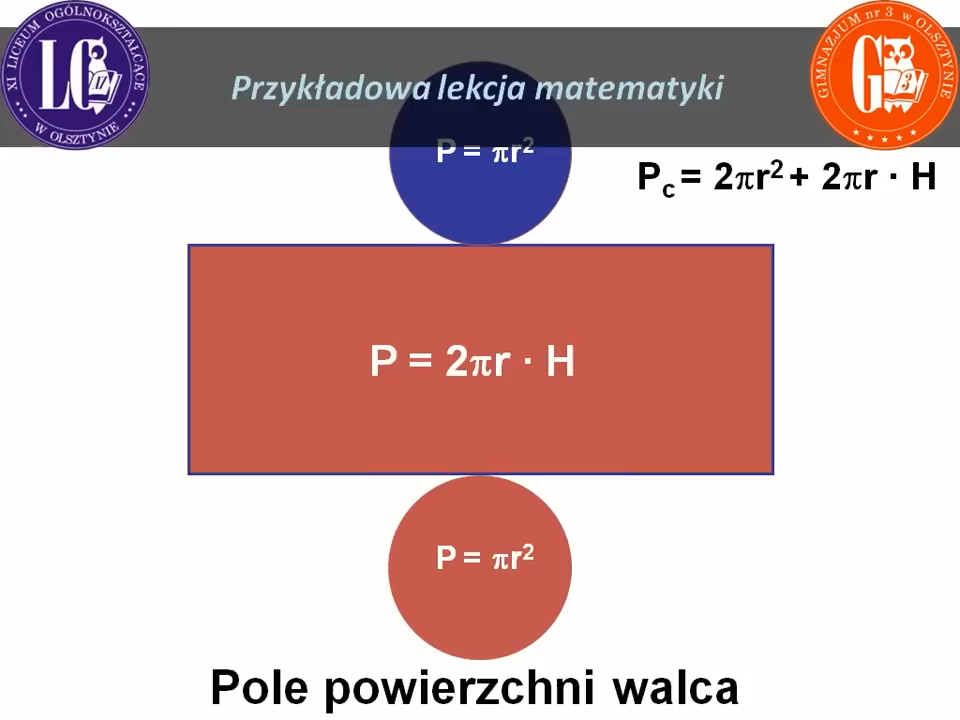 XI LICEUM OGÓLNOKSZTAŁCĄCE
W OLSZTYNIE
GIMNAZJUM nr 3 w OLSZTYNIE
Przykładowa lekcja matematyki
P = πr²
P꜀ = 2πr² + 2πr · H
P = 2πr · H
P = πr²
Pole powierzchni walca